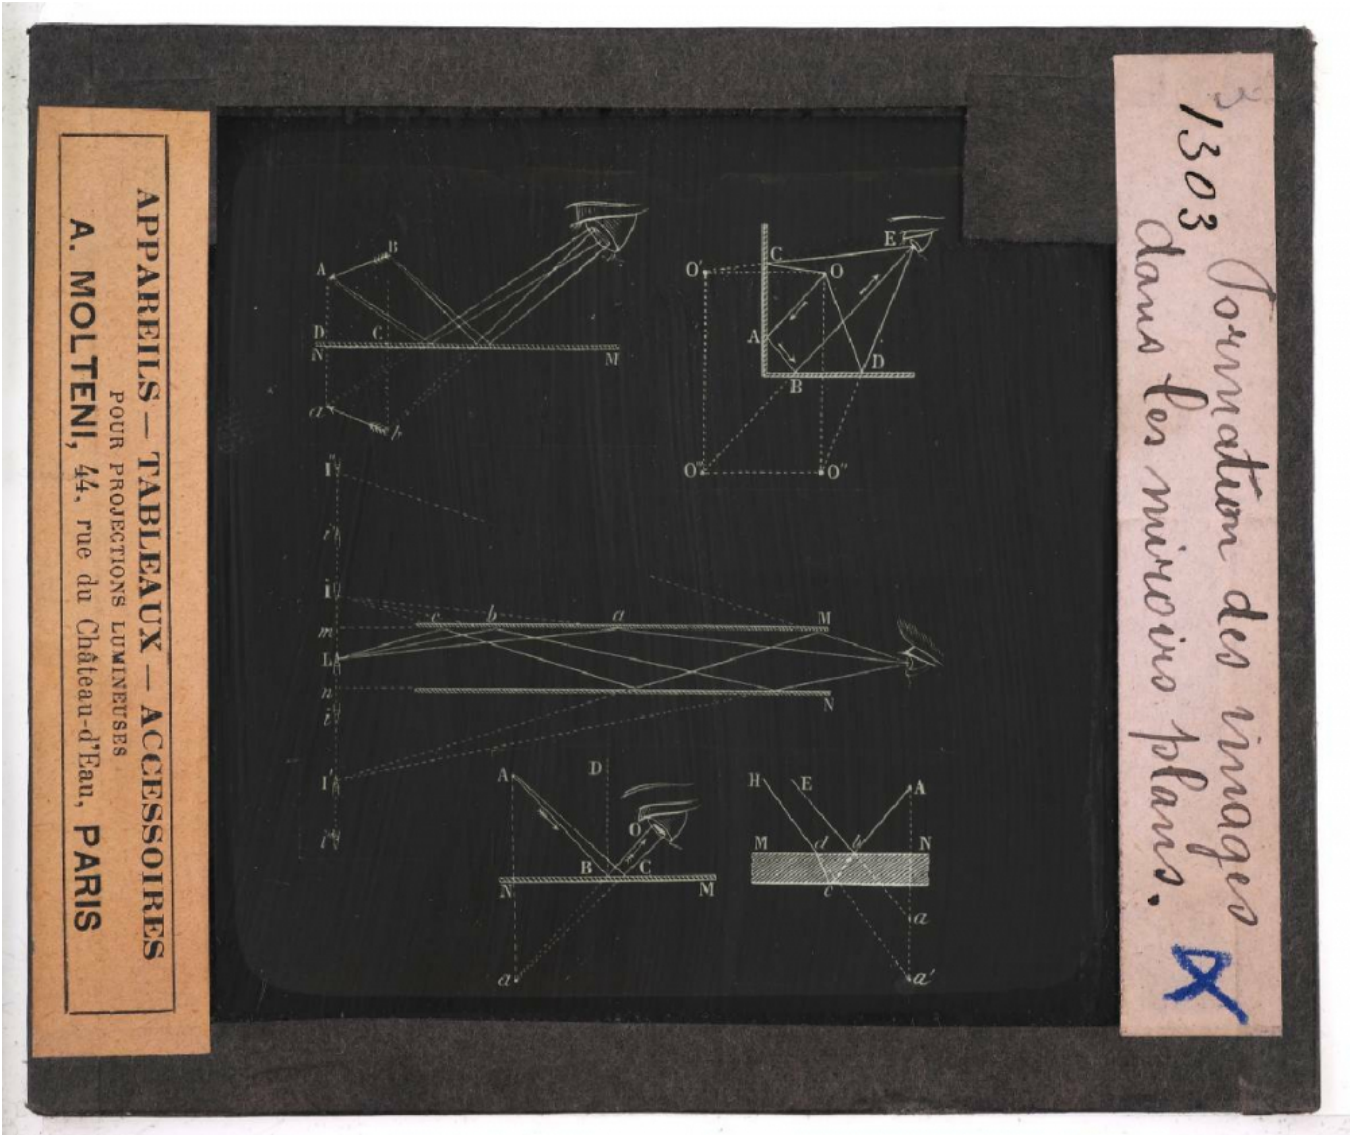 APPAREILS — TABLEAUX — ACCESSOIRES
POUR PROJECTIONS LUMINEUSES
A. MOLTENI, 44, rue du Château-d'Eau, PARIS
B
A
D C
N M
a
b
E
C
O' O
A
D
B
O''
I''
i'
I
c b a M
m
L
n
i N
I'
A D
O
B C
N M
a
H E A
M d b N
c
a
a'
1303 Formation des images
dans les miroirs plans.